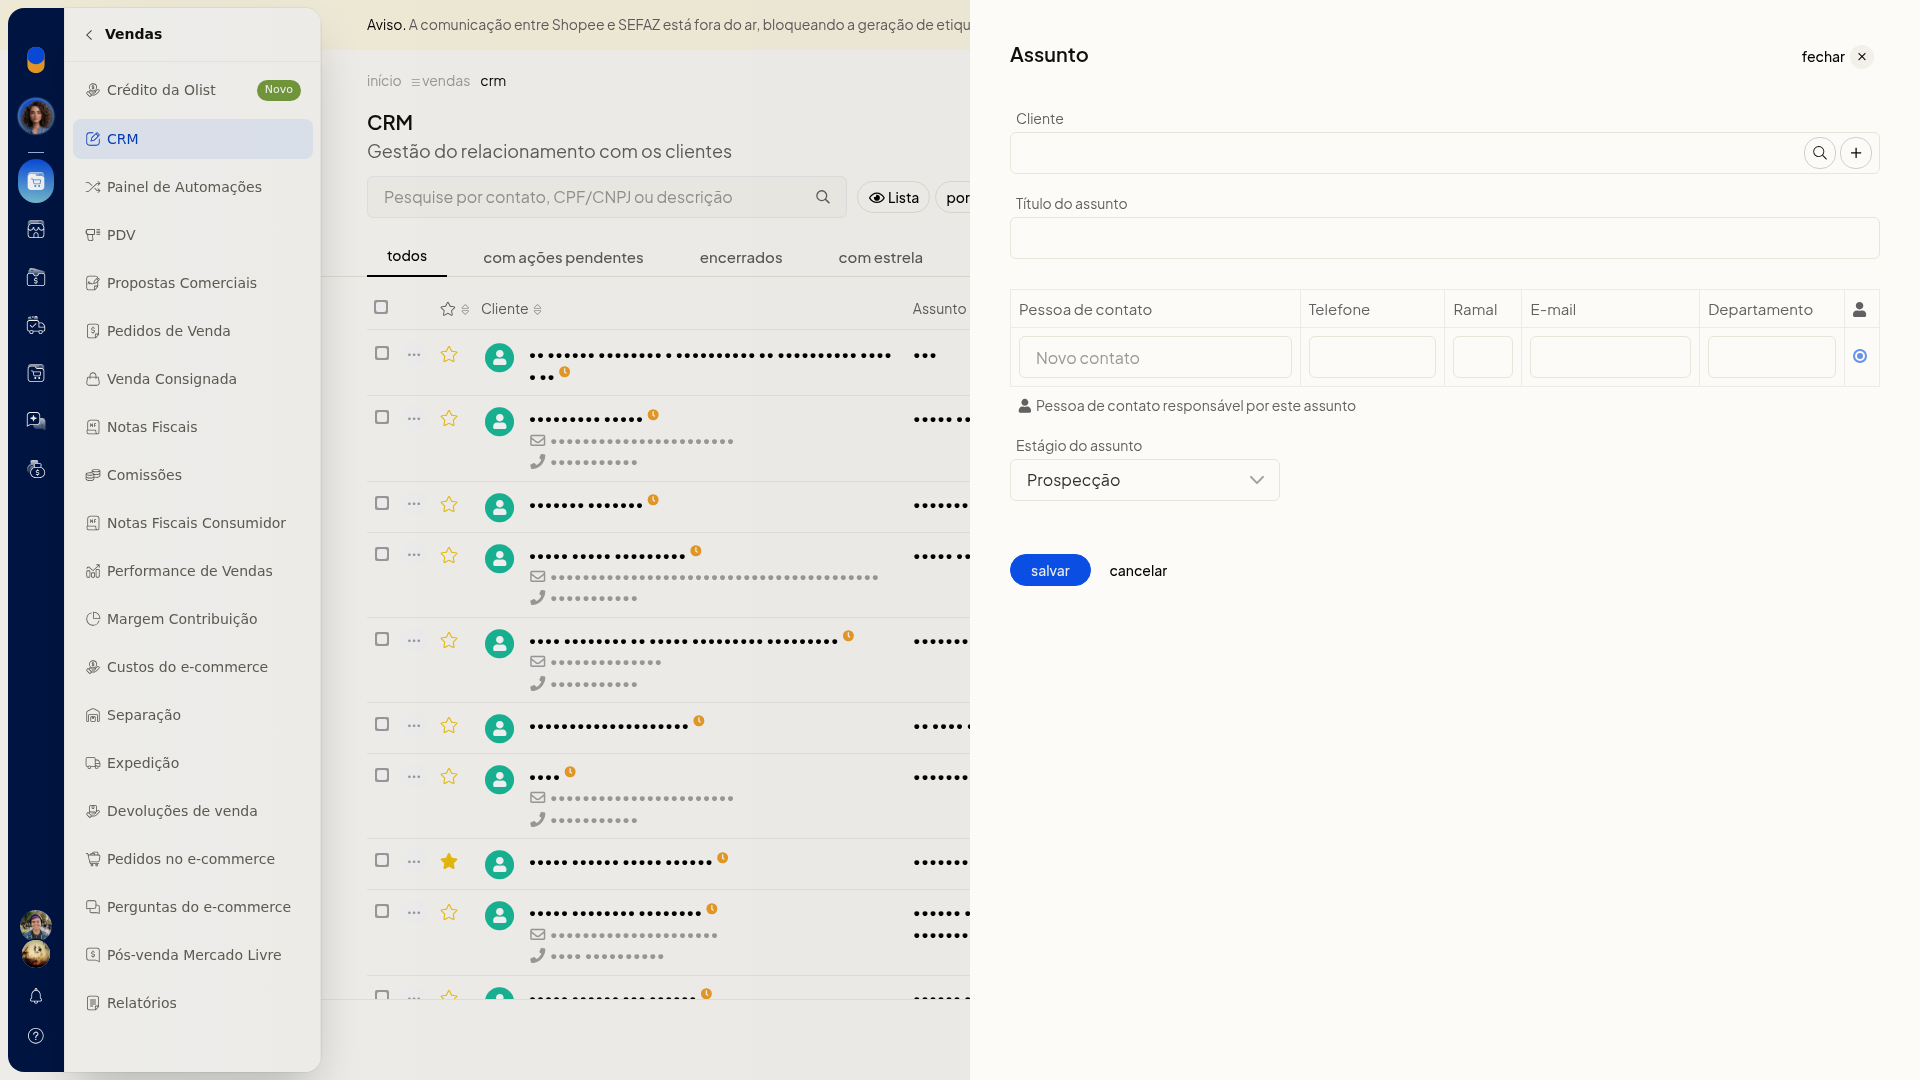 Vendas
Crédito da Olist
Novo
CRM
Painel de Automações
PDV
Propostas Comerciais
Pedidos de Venda
Venda Consignada
Notas Fiscais
Comissões
Notas Fiscais Consumidor
Performance de Vendas
Margem Contribuição
Custos do e-commerce
Separação
Expedição
Devoluções de venda
Pedidos no e-commerce
Perguntas do e-commerce
Pós-venda Mercado Livre
Relatórios
Aviso. A comunicação entre Shopee e SEFAZ está fora do ar, bloqueando a geração de
início vendas crm
CRM
Gestão do relacionamento com os clientes
Pesquise por contato, CPF/CNPJ ou descrição
Lista
por
todos com ações pendentes encerrados com estrela
Cliente Assunto
Assunto
fechar
Cliente
Título do assunto
Pessoa de contato Telefone Ramal E-mail Departamento
Novo contato
Pessoa de contato responsável por este assunto
Estágio do assunto
Prospecção
salvar cancelar